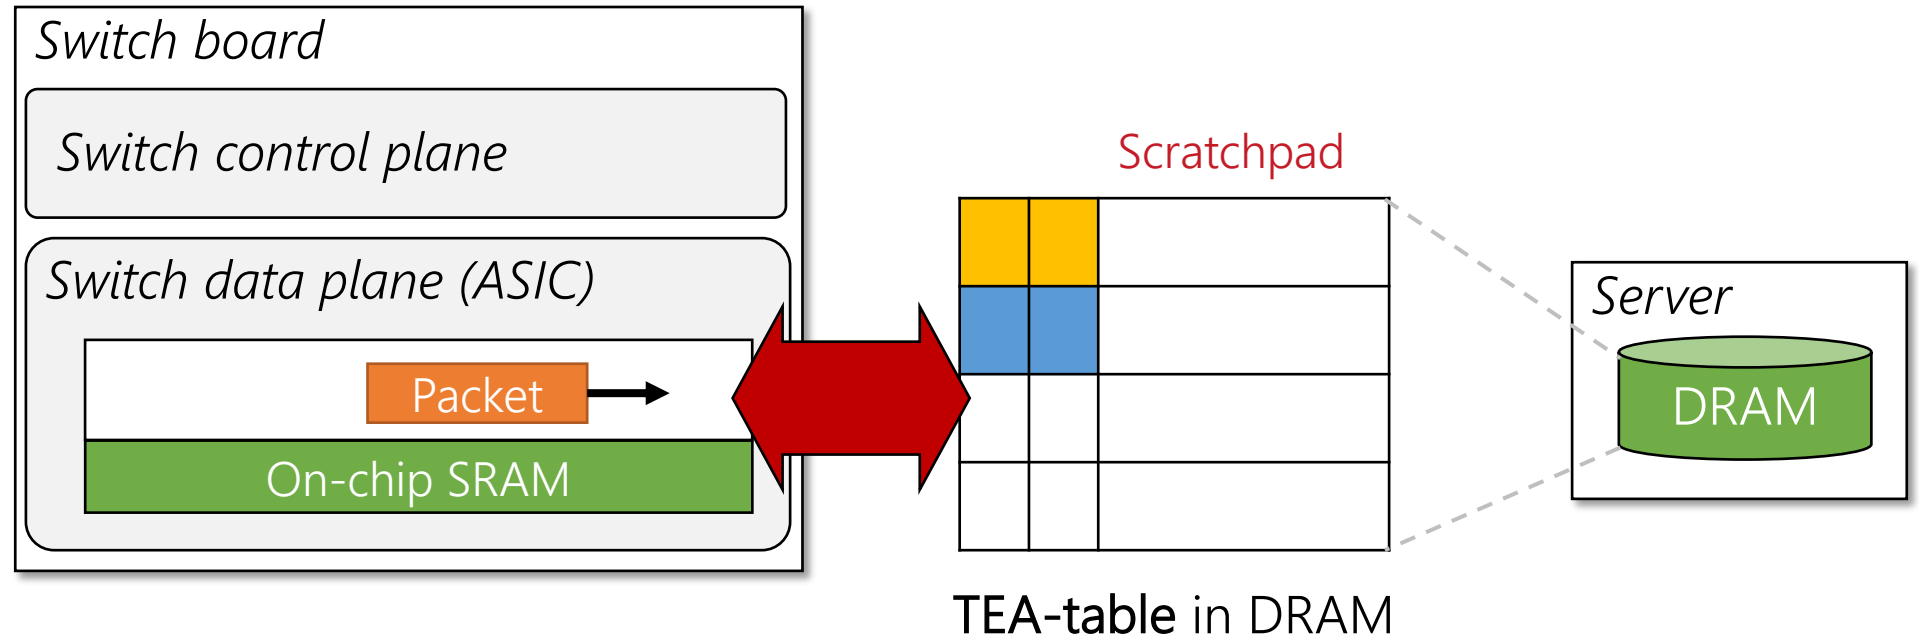 Switch board
Switch control plane
Switch data plane (ASIC)
Packet
On-chip SRAM
Scratchpad
TEA-table in DRAM
Server
DRAM